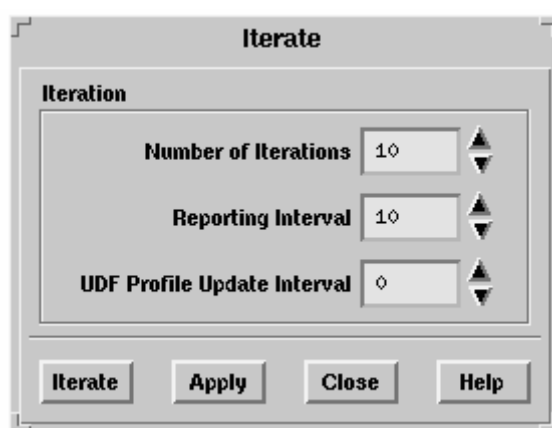 Iterate
Iteration
Number of Iterations 10
Reporting Interval 10
UDF Profile Update Interval 0
Iterate Apply Close Help